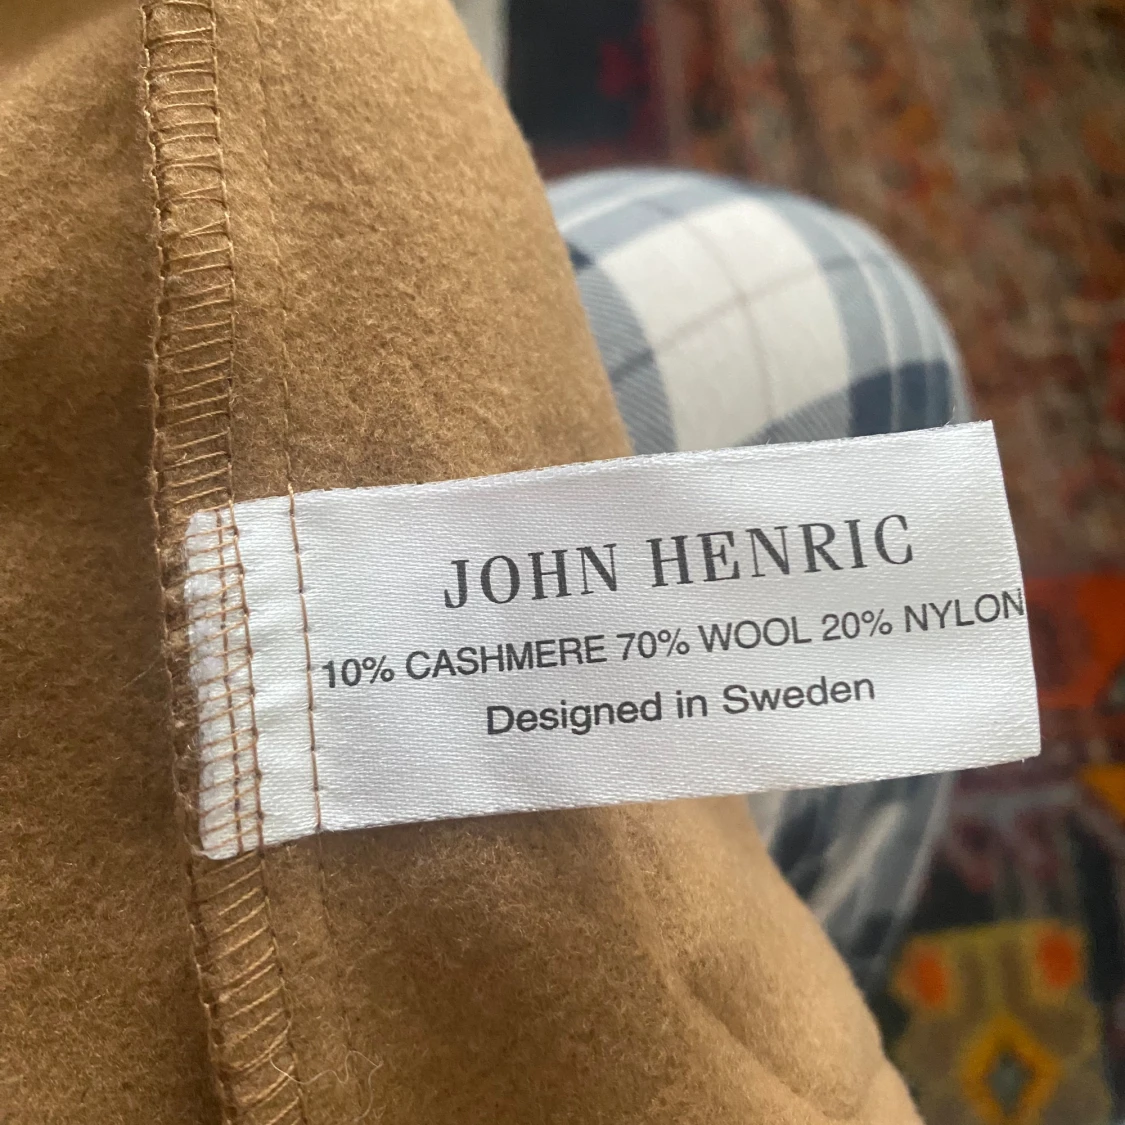 JOHN HENRIC
10% CASHMERE 70% WOOL 20% NYLON
Designed in Sweden